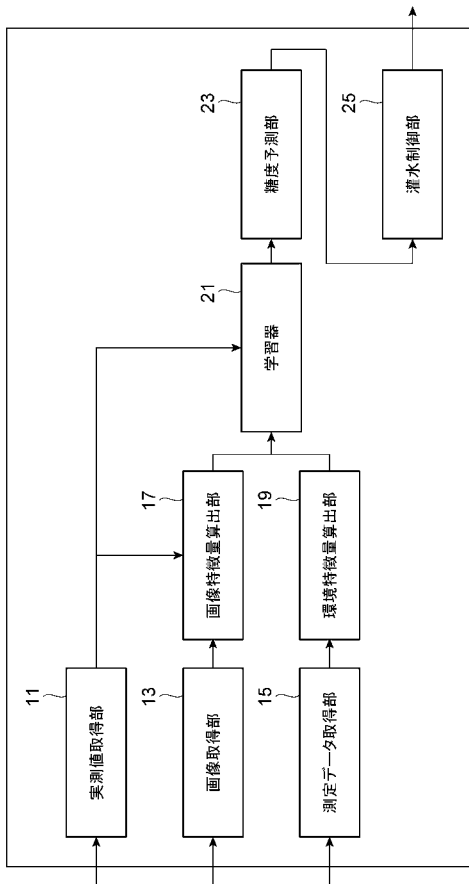 11
実測値取得部
13
画像取得部
15
測定データ取得部
17
画像特徴量算出部
19
環境特徴量算出部
21
学習器
23
糖度予測部
25
灌水制御部